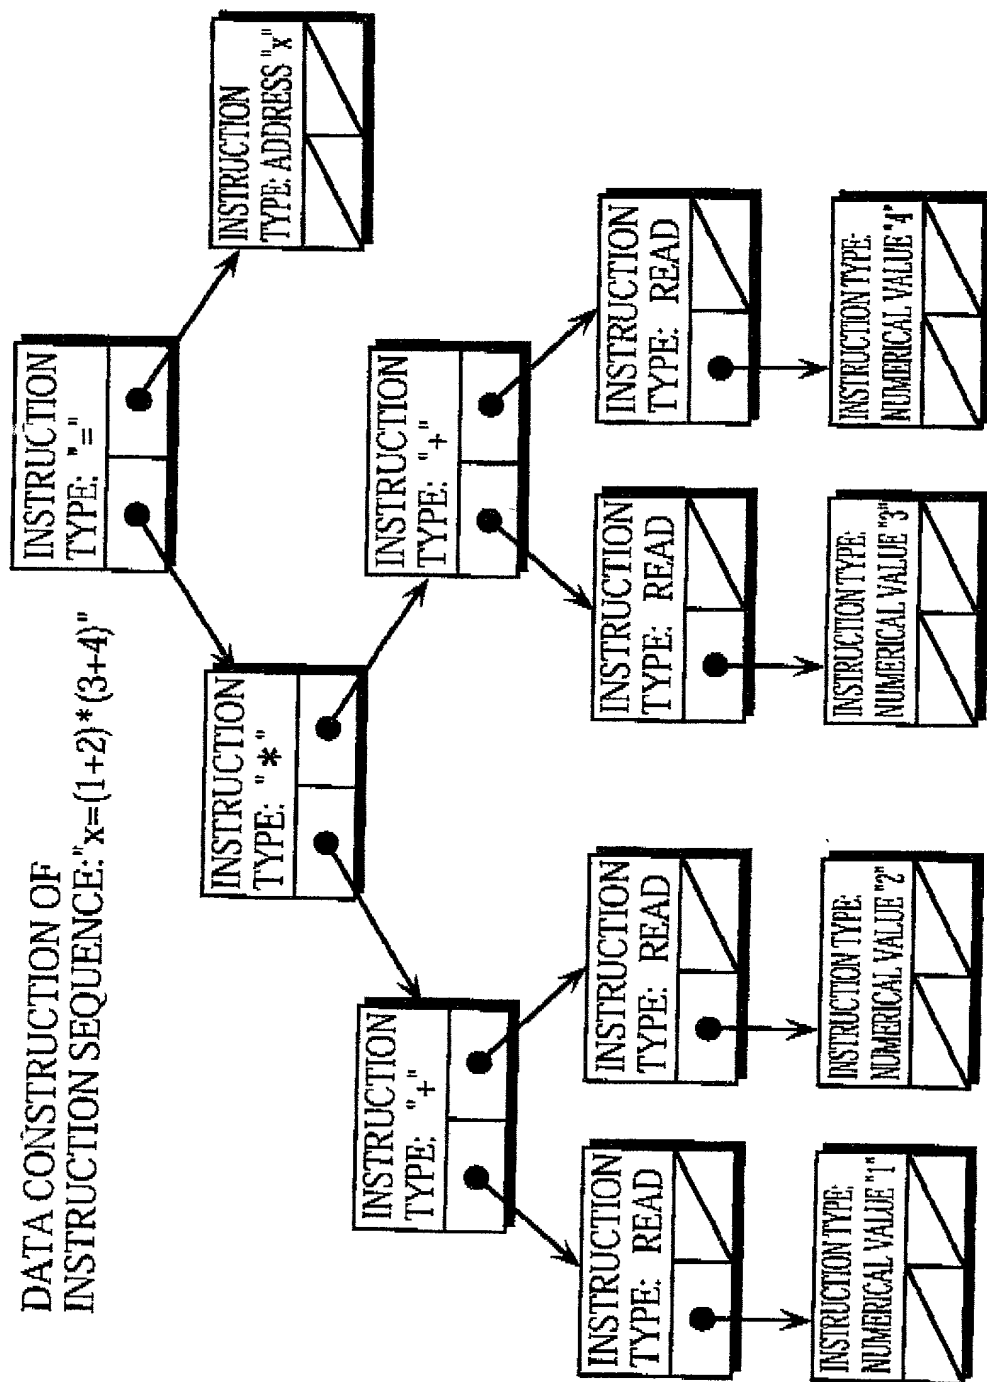 DATA CONSTRUCTION OF
INSTRUCTION SEQUENCE:"x=(1+2)*(3+4)"
INSTRUCTION
TYPE: "="
INSTRUCTION
TYPE: "*"
INSTRUCTION
TYPE: ADDRESS "x"
INSTRUCTION
TYPE: "+"
INSTRUCTION
TYPE: "+"
INSTRUCTION
TYPE: READ
INSTRUCTION
TYPE: READ
INSTRUCTION
TYPE: READ
INSTRUCTION
TYPE: READ
INSTRUCTION TYPE:
NUMERICAL VALUE "1"
INSTRUCTION TYPE:
NUMERICAL VALUE "2"
INSTRUCTION TYPE:
NUMERICAL VALUE "3"
INSTRUCTION TYPE:
NUMERICAL VALUE "4"